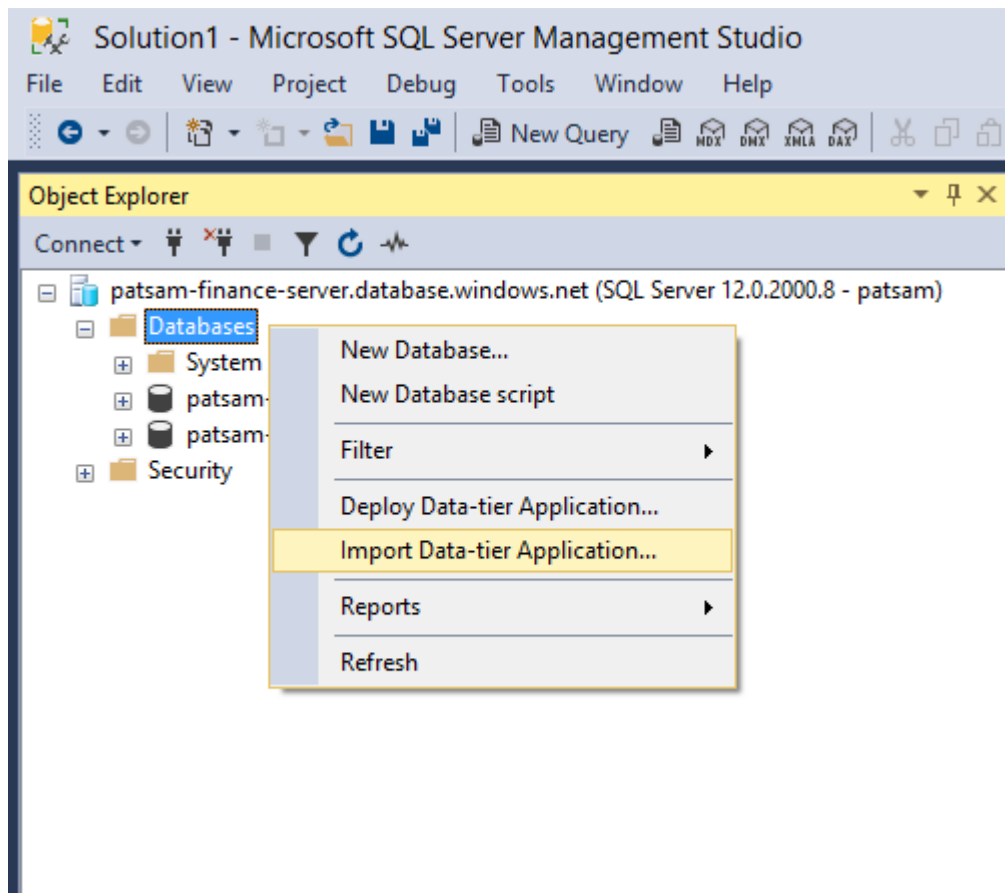 Solution1 - Microsoft SQL Server Management Studio
File Edit View Project Debug Tools Window Help
New Query MDX DMX XMLA DAX
Object Explorer
Connect
patsam-finance-server.database.windows.net (SQL Server 12.0.2000.8 - patsam)
Databases
System
patsam-
patsam-
Security
New Database...
New Database script
Filter
Deploy Data-tier Application...
Import Data-tier Application...
Reports
Refresh